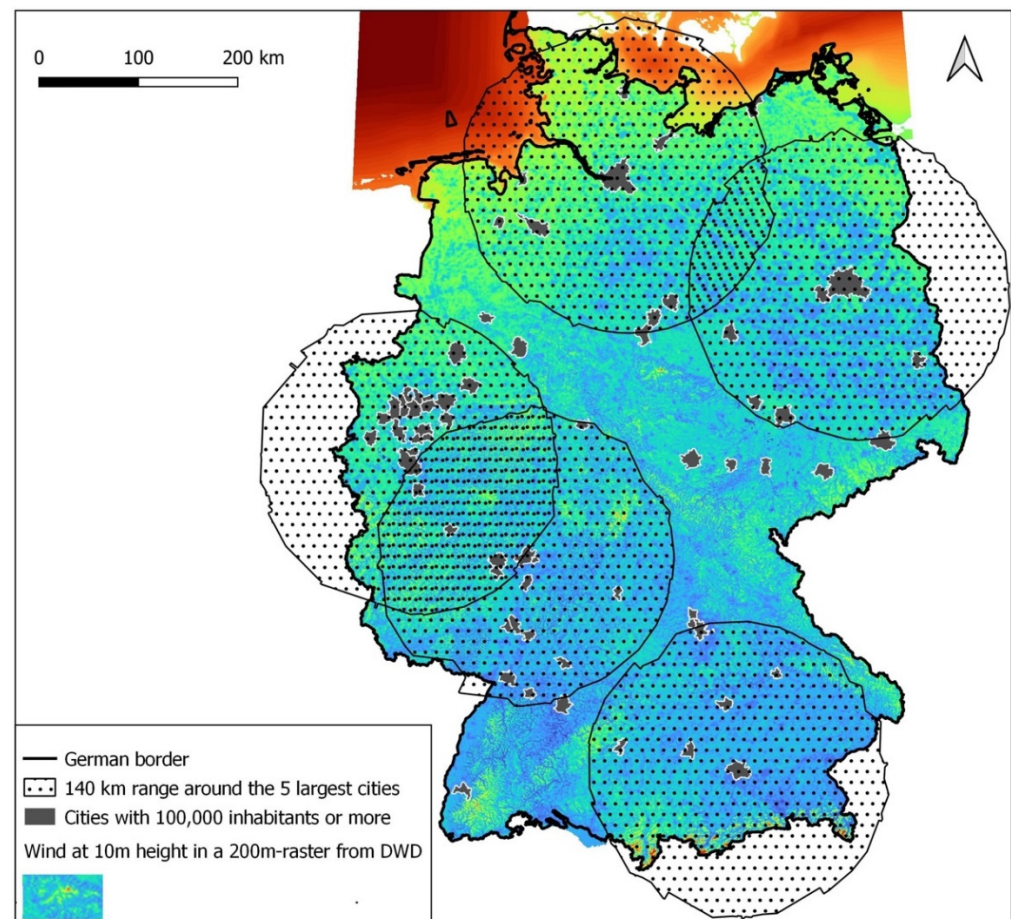 0 100 200 km
German border
140 km range around the 5 largest cities
Cities with 100,000 inhabitants or more
Wind at 10m height in a 200m-raster from DWD